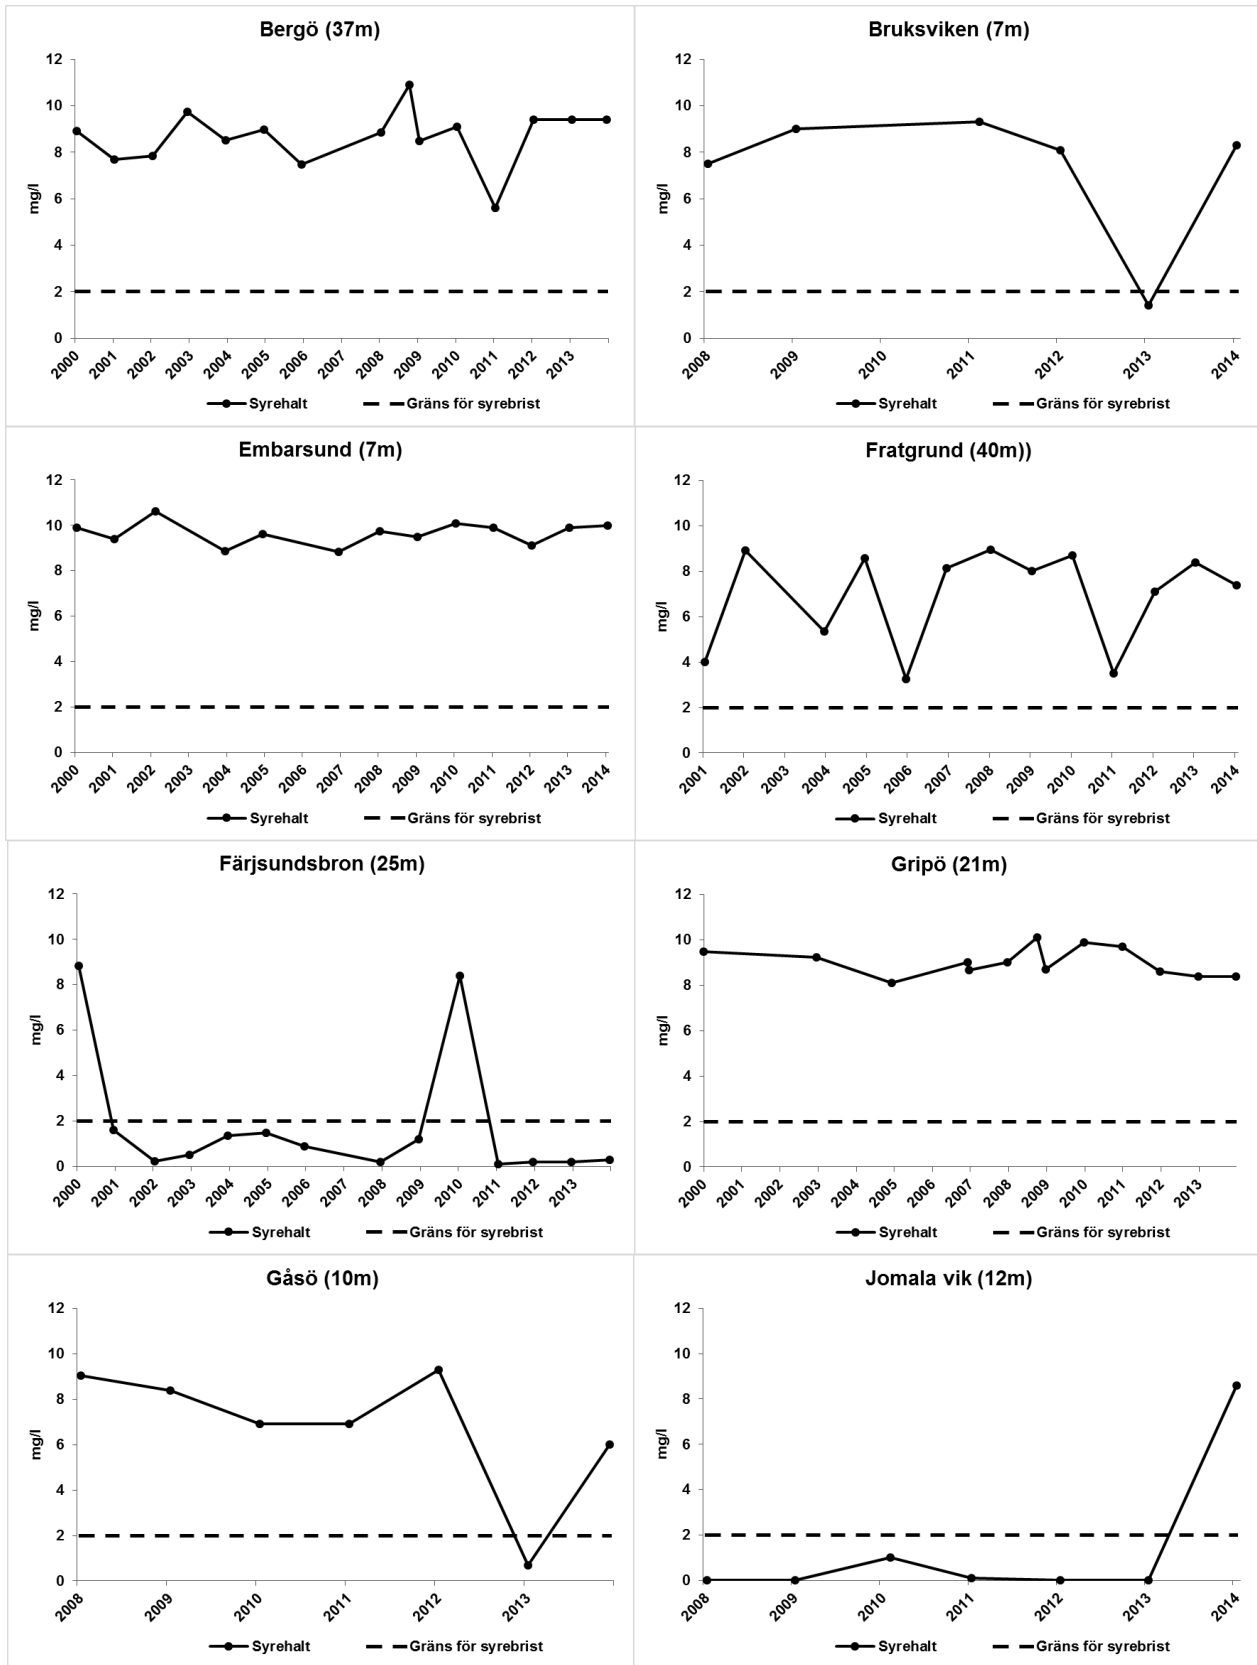 Bergö (37m)
12
10
8
6
4
2
0
mg/l
2000 2001 2002 2003 2004 2005 2006 2007 2008 2009 2010 2011 2012 2013
Syrehalt Gräns för syrebrist
Bruksviken (7m)
12
10
8
6
4
2
0
mg/l
2008 2009 2010 2011 2012 2013 2014
Syrehalt Gräns för syrebrist
Embarsund (7m)
12
10
8
6
4
2
0
mg/l
2000 2001 2002 2003 2004 2005 2006 2007 2008 2009 2010 2011 2012 2013 2014
Syrehalt Gräns för syrebrist
Fratgrund (40m))
12
10
8
6
4
2
0
mg/l
2001 2002 2003 2004 2005 2006 2007 2008 2009 2010 2011 2012 2013 2014
Syrehalt Gräns för syrebrist
Färjsundsbron (25m)
12
10
8
6
4
2
0
mg/l
2000 2001 2002 2003 2004 2005 2006 2007 2008 2009 2010 2011 2012 2013
Syrehalt Gräns för syrebrist
Gripö (21m)
12
10
8
6
4
2
0
mg/l
2000 2001 2002 2003 2004 2005 2006 2007 2008 2009 2010 2011 2012 2013
Syrehalt Gräns för syrebrist
Gåsö (10m)
12
10
8
6
4
2
0
mg/l
2008 2009 2010 2011 2012 2013
Syrehalt Gräns för syrebrist
Jomala vik (12m)
12
10
8
6
4
2
0
mg/l
2008 2009 2010 2011 2012 2013 2014
Syrehalt Gräns för syrebrist